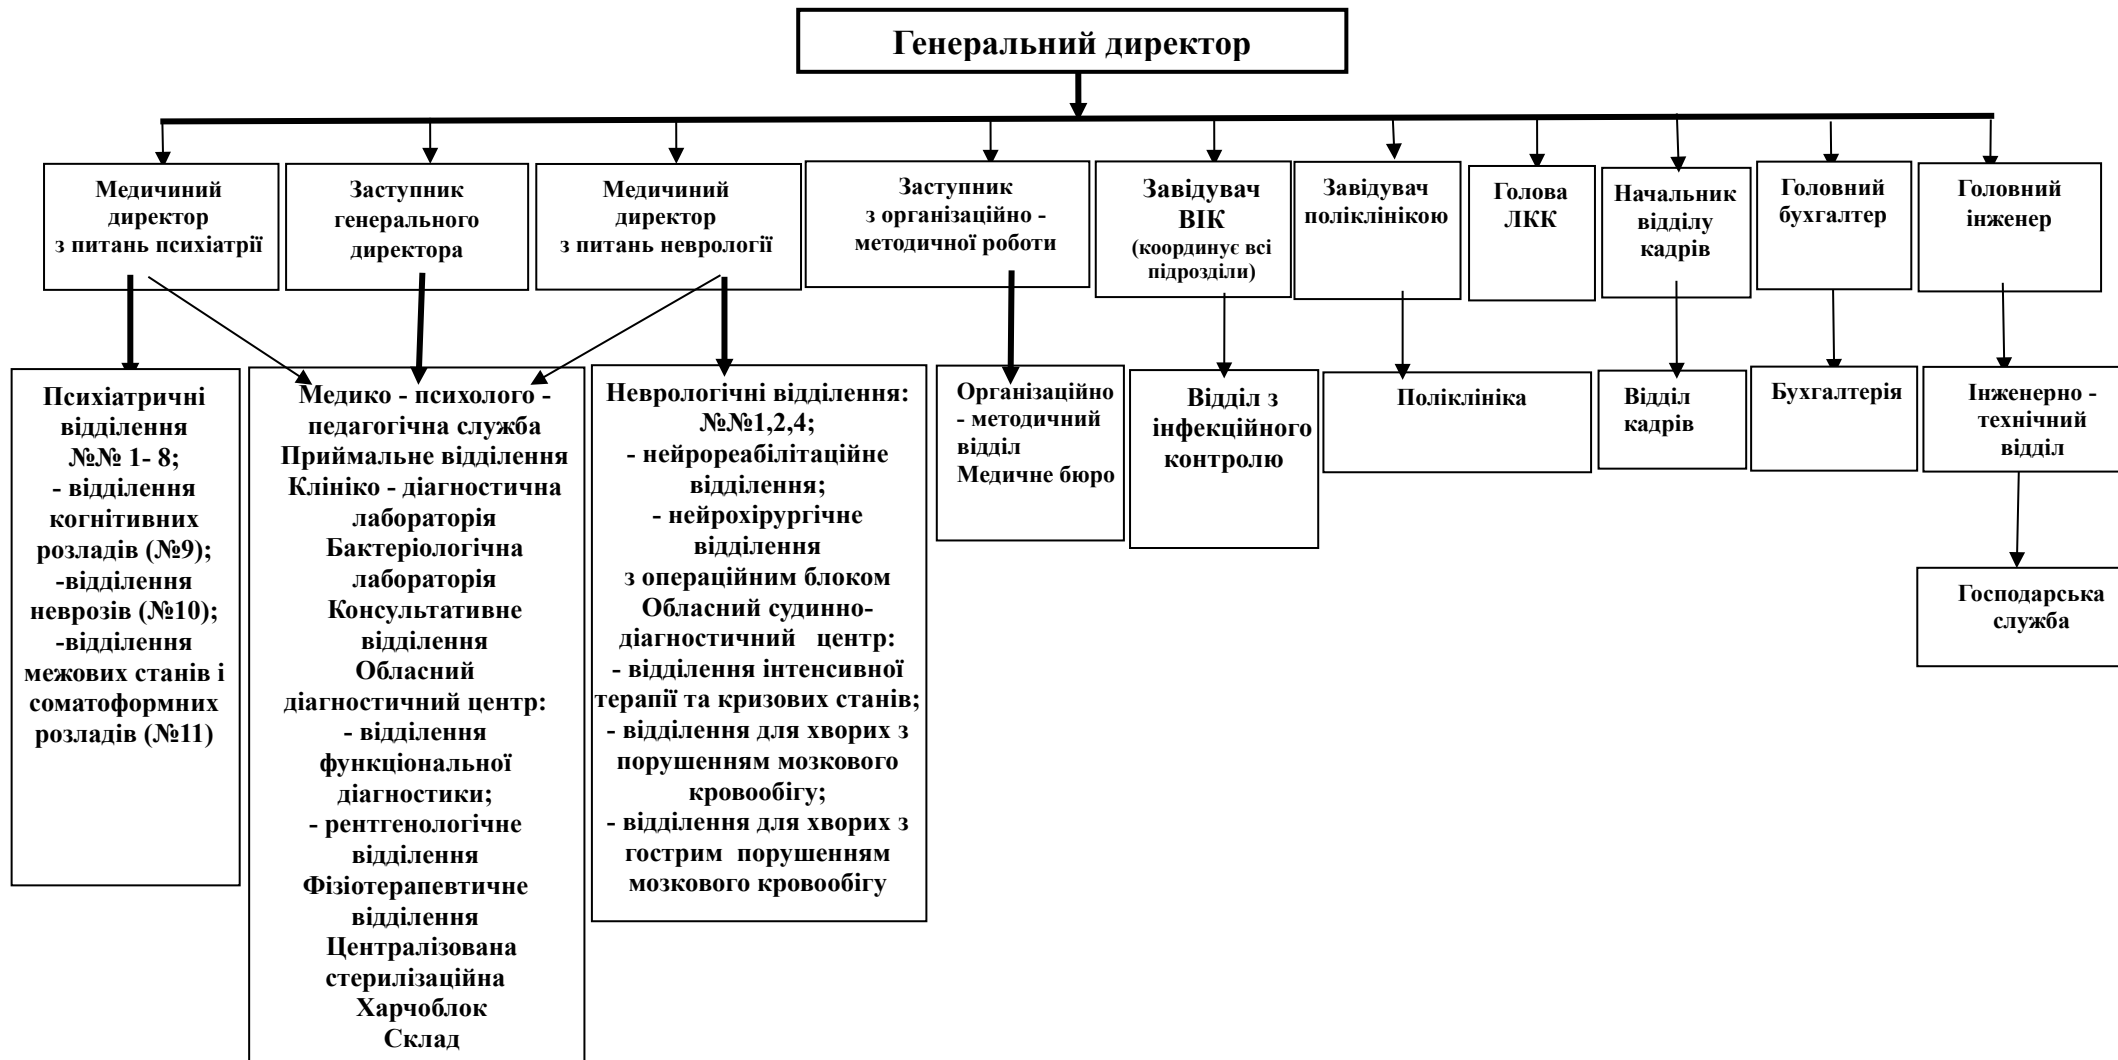 Генеральний директор
Медичиний
директор
з питань психіатрії
Заступник
генерального
директора
Медичиний
директор
з питань неврології
Заступник
з організаційно -
методичної роботи
Завідувач
ВІК
(координує всі
підрозділи)
Завідувач
поліклінікою
Голова
ЛКК
Начальник
відділу
кадрів
Головний
бухгалтер
Головний
інженер
Психіатричні
відділення
№№ 1- 8;
- відділення
когнітивних
розладів (№9);
-відділення
неврозів (№10);
-відділення
межових станів і
соматоформних
розладів (№11)
Медико - психолого -
педагогічна служба
Приймальне відділення
Клініко - діагностична
лабораторія
Бактеріологічна
лабораторія
Консультативне
відділення
Обласний
діагностичний центр:
- відділення
функціональної
діагностики;
- рентгенологічне
відділення
Фізіотерапевтичне
відділення
Централізована
стерилізаційна
Харчоблок
Склад
Неврологічні відділення:
№№1,2,4;
- нейрореабілітаційне
відділення;
- нейрохірургічне
відділення
з операційним блоком
Обласний судинно-
діагностичний центр:
- відділення інтенсивної
терапії та кризових станів;
- відділення для хворих з
порушенням мозкового
кровообігу;
- відділення для хворих з
гострим порушенням
мозкового кровообігу
Організаційно
- методичний
відділ
Медичне бюро
Відділ з
інфекційного
контролю
Поліклініка
Відділ
кадрів
Бухгалтерія
Інженерно -
технічний
відділ
Господарська
служба